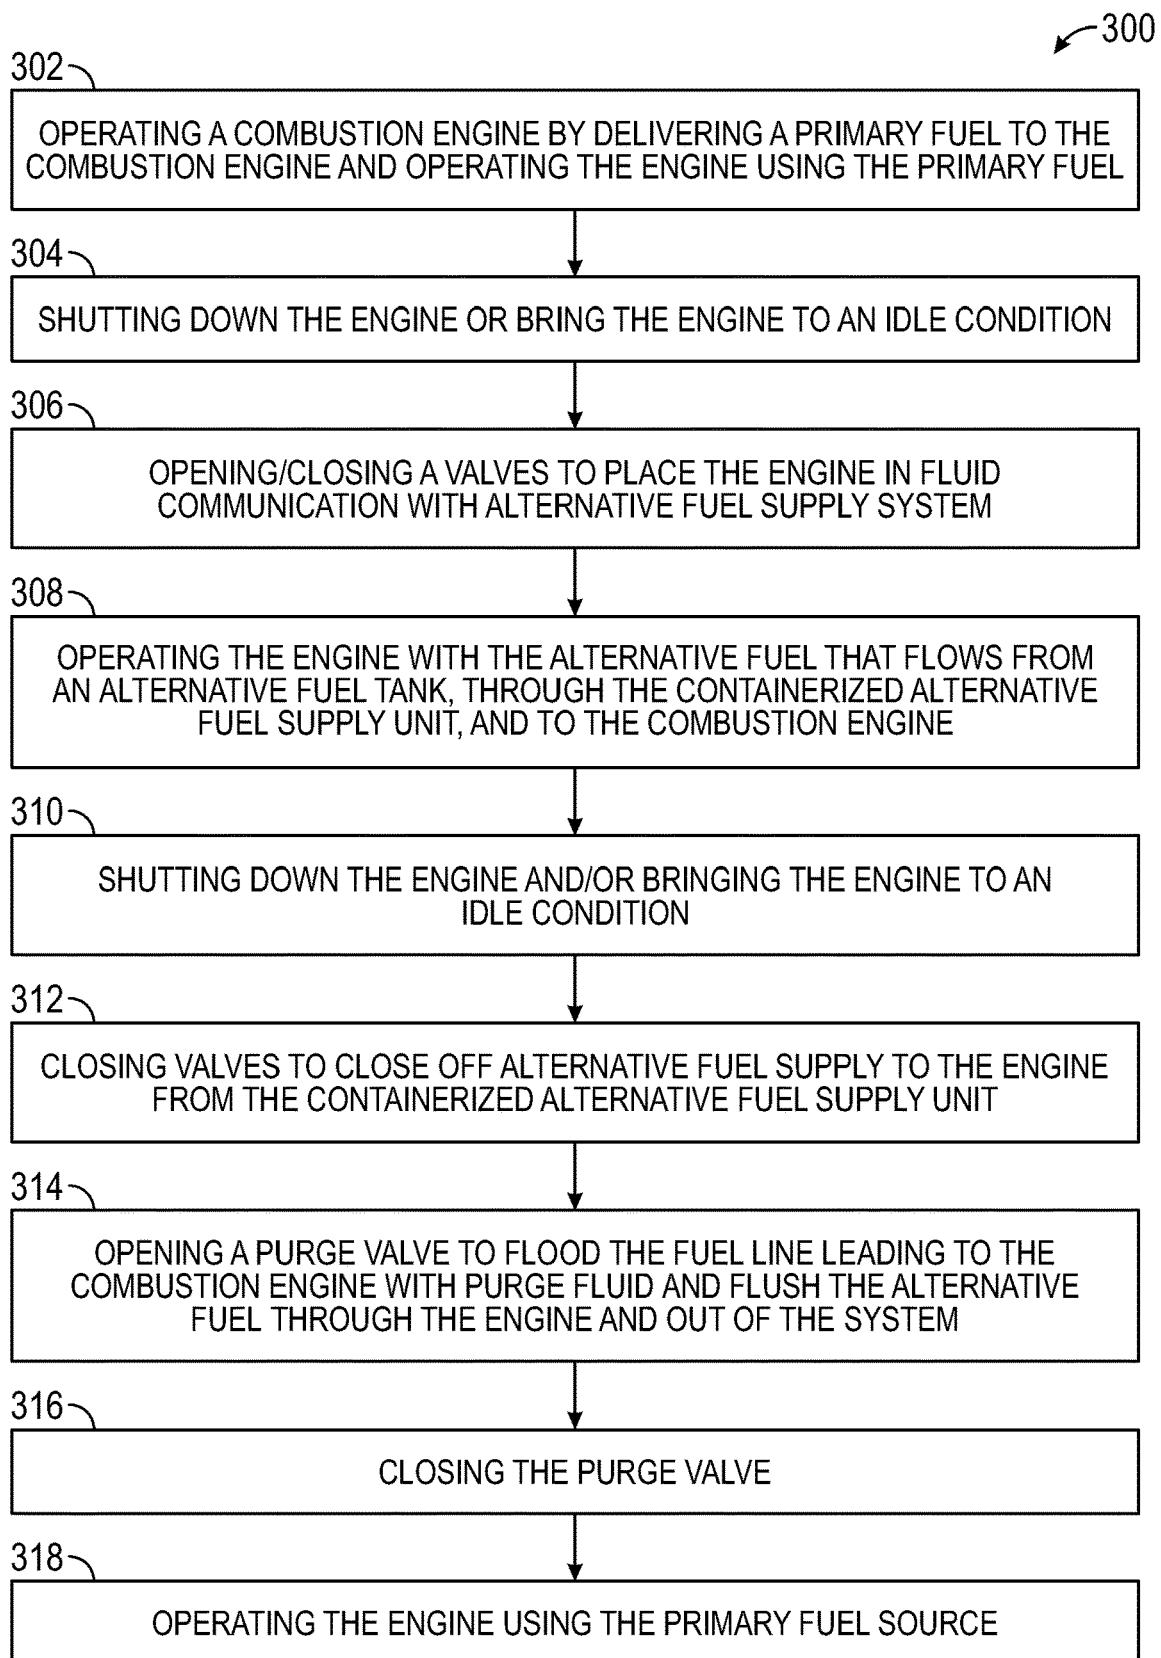 300
302
OPERATING A COMBUSTION ENGINE BY DELIVERING A PRIMARY FUEL TO THE
COMBUSTION ENGINE AND OPERATING THE ENGINE USING THE PRIMARY FUEL
304
SHUTTING DOWN THE ENGINE OR BRING THE ENGINE TO AN IDLE CONDITION
306
OPENING/CLOSING A VALVES TO PLACE THE ENGINE IN FLUID
COMMUNICATION WITH ALTERNATIVE FUEL SUPPLY SYSTEM
308
OPERATING THE ENGINE WITH THE ALTERNATIVE FUEL THAT FLOWS FROM
AN ALTERNATIVE FUEL TANK, THROUGH THE CONTAINERIZED ALTERNATIVE
FUEL SUPPLY UNIT, AND TO THE COMBUSTION ENGINE
310
SHUTTING DOWN THE ENGINE AND/OR BRINGING THE ENGINE TO AN
IDLE CONDITION
312
CLOSING VALVES TO CLOSE OFF ALTERNATIVE FUEL SUPPLY TO THE ENGINE
FROM THE CONTAINERIZED ALTERNATIVE FUEL SUPPLY UNIT
314
OPENING A PURGE VALVE TO FLOOD THE FUEL LINE LEADING TO THE
COMBUSTION ENGINE WITH PURGE FLUID AND FLUSH THE ALTERNATIVE
FUEL THROUGH THE ENGINE AND OUT OF THE SYSTEM
316
CLOSING THE PURGE VALVE
318
OPERATING THE ENGINE USING THE PRIMARY FUEL SOURCE